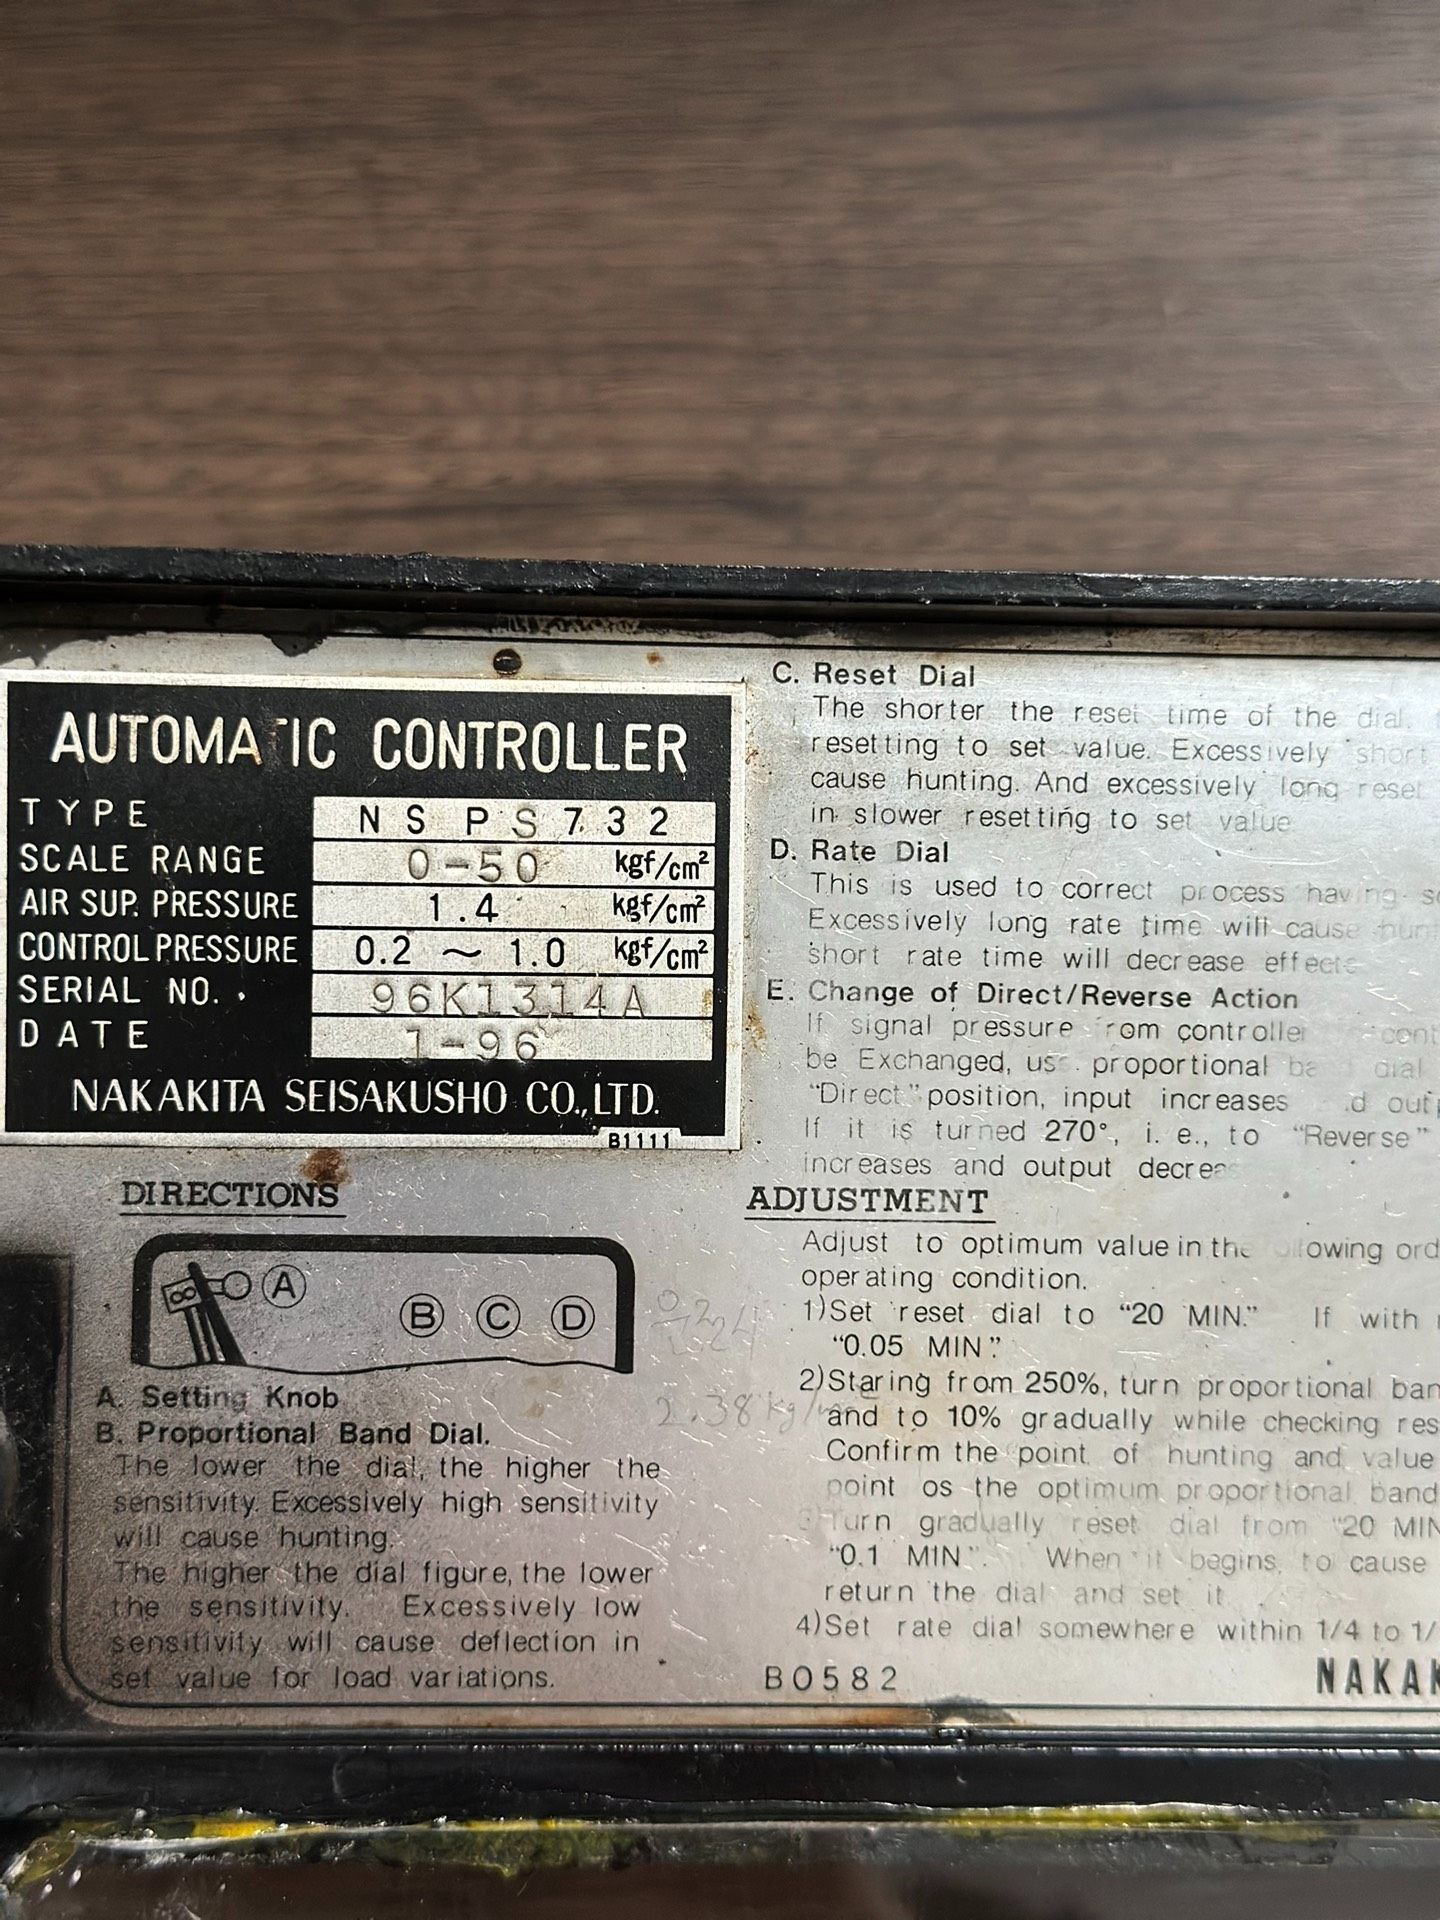 AUTOMATIC CONTROLLER
TYPE NSPS732
SCALE RANGE 0-50 kgf/cm²
AIR SUP. PRESSURE 1.4 kgf/cm²
CONTROL PRESSURE 0.2 ~ 1.0 kgf/cm²
SERIAL NO. 96K1314A
DATE 1-96
NAKAKITA SEISAKUSHO CO., LTD.
B1111
DIRECTIONS
8 A B C D
A. Setting Knob
B. Proportional Band Dial.
The lower the dial, the higher the
sensitivity. Excessively high sensitivity
will cause hunting.
The higher the dial figure, the lower
the sensitivity. Excessively low
sensitivity will cause deflection in
set value for load variations.
2.38 kg/
C. Reset Dial
The shorter the reset time of the dial.
resetting to set value. Excessively short
cause hunting. And excessively long reset
in slower resetting to set value
D. Rate Dial
This is used to correct process having
Excessively long rate time will cause
short rate time will decrease effects
E. Change of Direct/Reverse Action
If signal pressure from controller
be Exchanged, use proportional dial
"Direct" position, input increases
If it is turned 270°, i. e., to "Reverse"
increases and output
ADJUSTMENT
Adjust to optimum value in the
operating condition.
1) Set reset dial to "20 MIN." If with
"0.05 MIN".
2) Staring from 250%, turn proportional
and to 10% gradually while checking
Confirm the point of hunting and value
point os the optimum proportional band
3) Turn gradually reset dial from "20 MIN
"0.1 MIN". When it begins to cause
return the dial and set it
4) Set rate dial somewhere within 1/4 to 1/
B0582
NAKAK